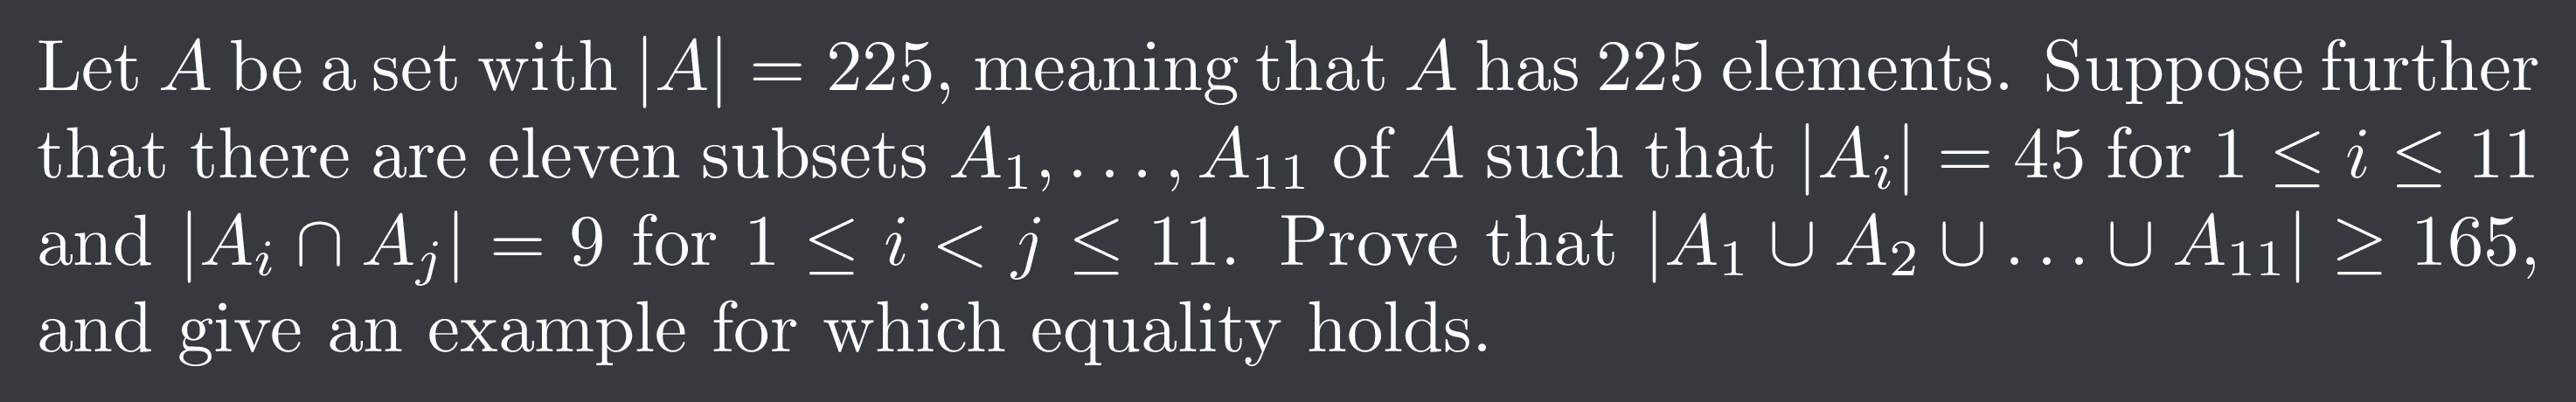 Let A be a set with |A| = 225, meaning that A has 225 elements. Suppose further
that there are eleven subsets A₁, . . . , A₁₁ of A such that |Aᵢ| = 45 for 1 ≤ i ≤ 11
and |Aᵢ ∩ Aⱼ| = 9 for 1 ≤ i < j ≤ 11. Prove that |A₁ ∪ A₂ ∪ . . . ∪ A₁₁| ≥ 165,
and give an example for which equality holds.